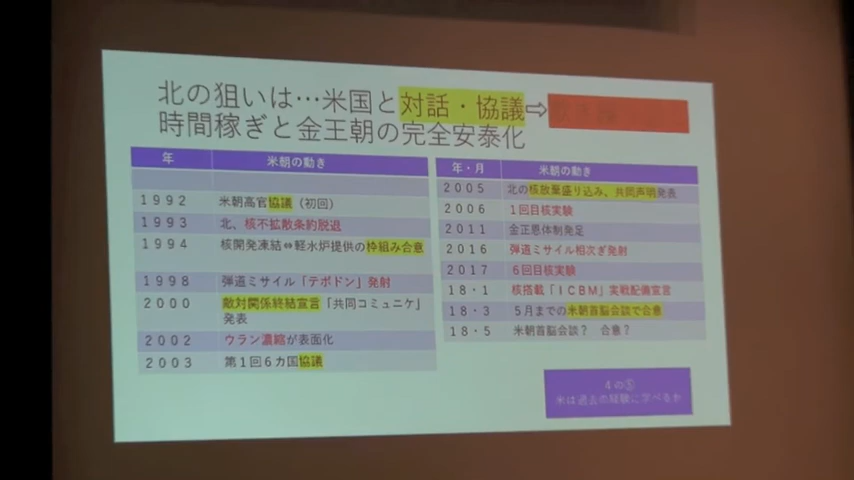 北の狙いは…米国と対話・協議⇨
時間稼ぎと金王朝の完全安泰化
年 米朝の動き
1992 米朝高官協議（初回）
1993 北、核不拡散条約脱退
1994 核開発凍結⇔軽水炉提供の枠組み合意
1998 弾道ミサイル「テポドン」発射
2000 敵対関係終結宣言「共同コミュニケ」
発表
2002 ウラン濃縮が表面化
2003 第1回6カ国協議
年・月 米朝の動き
2005 北の核放棄盛り込み、共同声明発表
2006 1回目核実験
2011 金正恩体制発足
2016 弾道ミサイル相次ぎ発射
2017 6回目核実験
18・1 核搭載「ICBM」実戦配備宣言
18・3 5月までの米朝首脳会談で合意
18・5 米朝首脳会談？ 合意？
4の⑤
米は過去の経験に学べるか